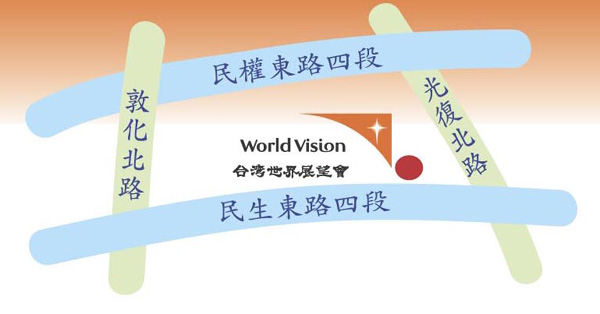 民權東路四段
敦化北路
光復北路
World Vision
台灣世界展望會
民生東路四段